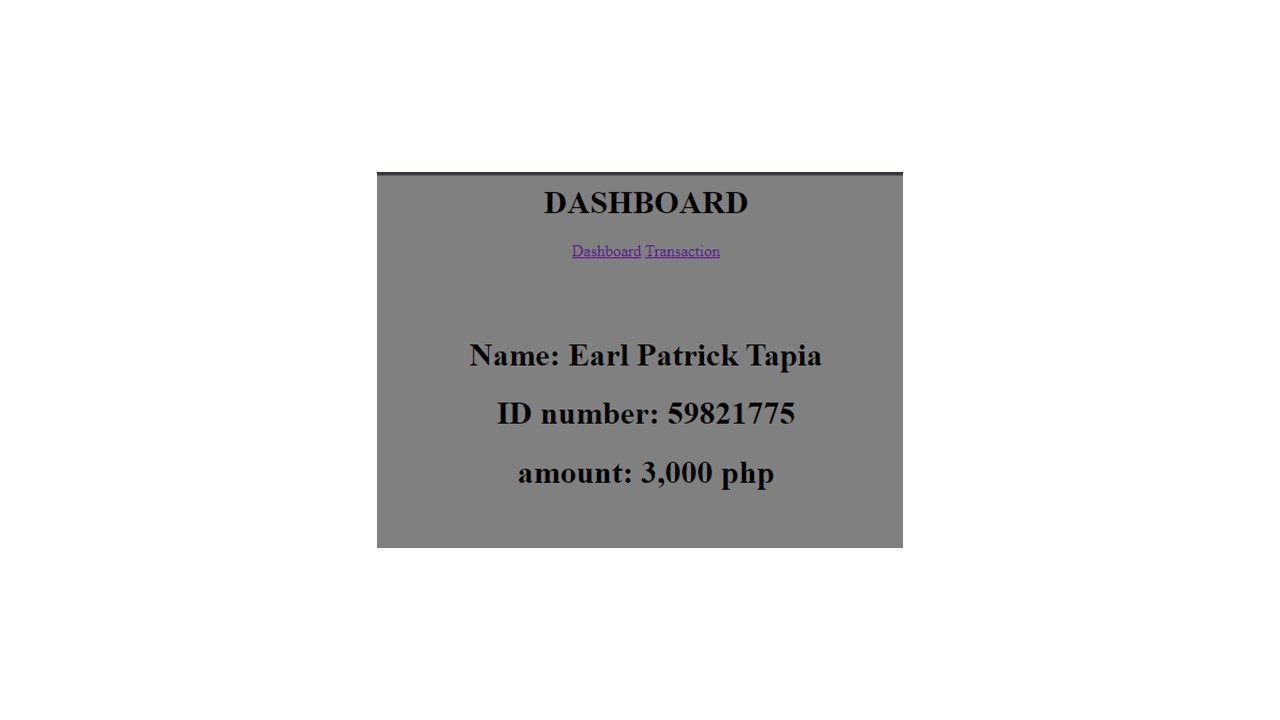 DASHBOARD
Dashboard Transaction
Name: Earl Patrick Tapia
ID number: 59821775
amount: 3,000 php